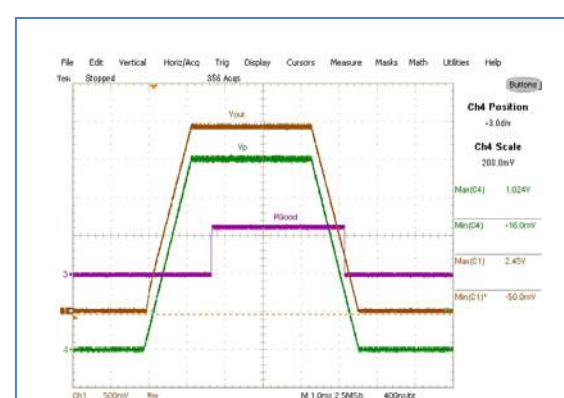 File Edit Vertical Horiz/Acq Trig Display Cursors Measure Masks Math Utilities Help
Tek Stopped 356 Acqs
Buttons
Ch4 Position
-3.0div
Ch4 Scale
200.0mV
Max(C4) 1.024V
Min(C4) -16.0mV
Max(C1) 2.45V
Min(C1)* -50.0mV
Vout
Vp
PGood
3
4
Ch1 500mV Bw M 1.0ms 2.5MS/s 400ns/pt